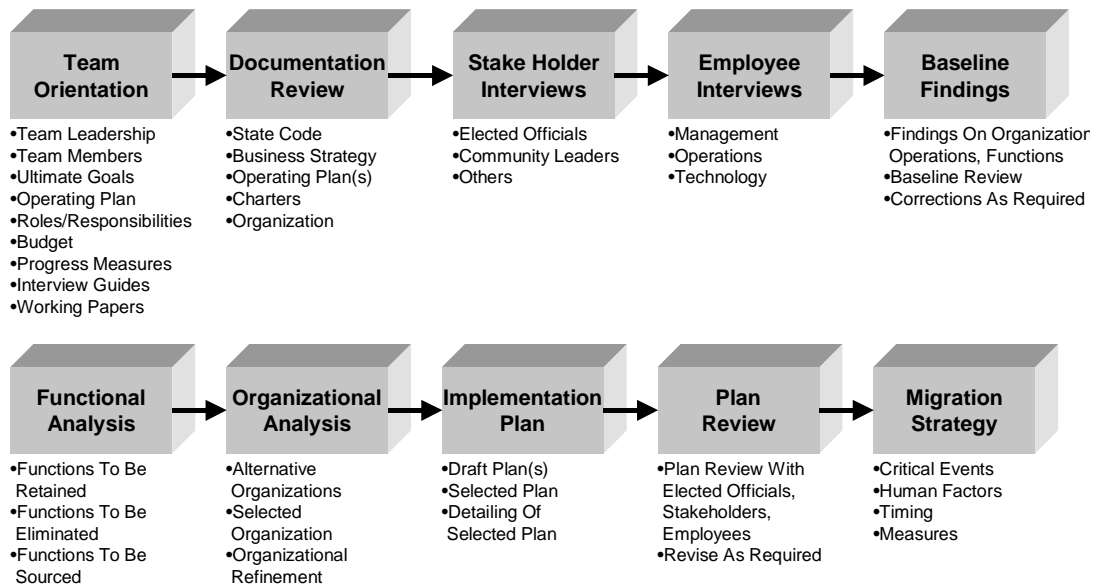 Team
Orientation
•Team Leadership
•Team Members
•Ultimate Goals
•Operating Plan
•Roles/Responsibilities
•Budget
•Progress Measures
•Interview Guides
•Working Papers
Documentation
Review
•State Code
•Business Strategy
•Operating Plan(s)
•Charters
•Organization
Stake Holder
Interviews
•Elected Officials
•Community Leaders
•Others
Employee
Interviews
•Management
•Operations
•Technology
Baseline
Findings
•Findings On Organization
Operations, Functions
•Baseline Review
•Corrections As Required
Functional
Analysis
•Functions To Be
Retained
•Functions To Be
Eliminated
•Functions To Be
Sourced
Organizational
Analysis
•Alternative
Organizations
•Selected
Organization
•Organizational
Refinement
Implementation
Plan
•Draft Plan(s)
•Selected Plan
•Detailing Of
Selected Plan
Plan
Review
•Plan Review With
Elected Officials,
Stakeholders,
Employees
•Revise As Required
Migration
Strategy
•Critical Events
•Human Factors
•Timing
•Measures